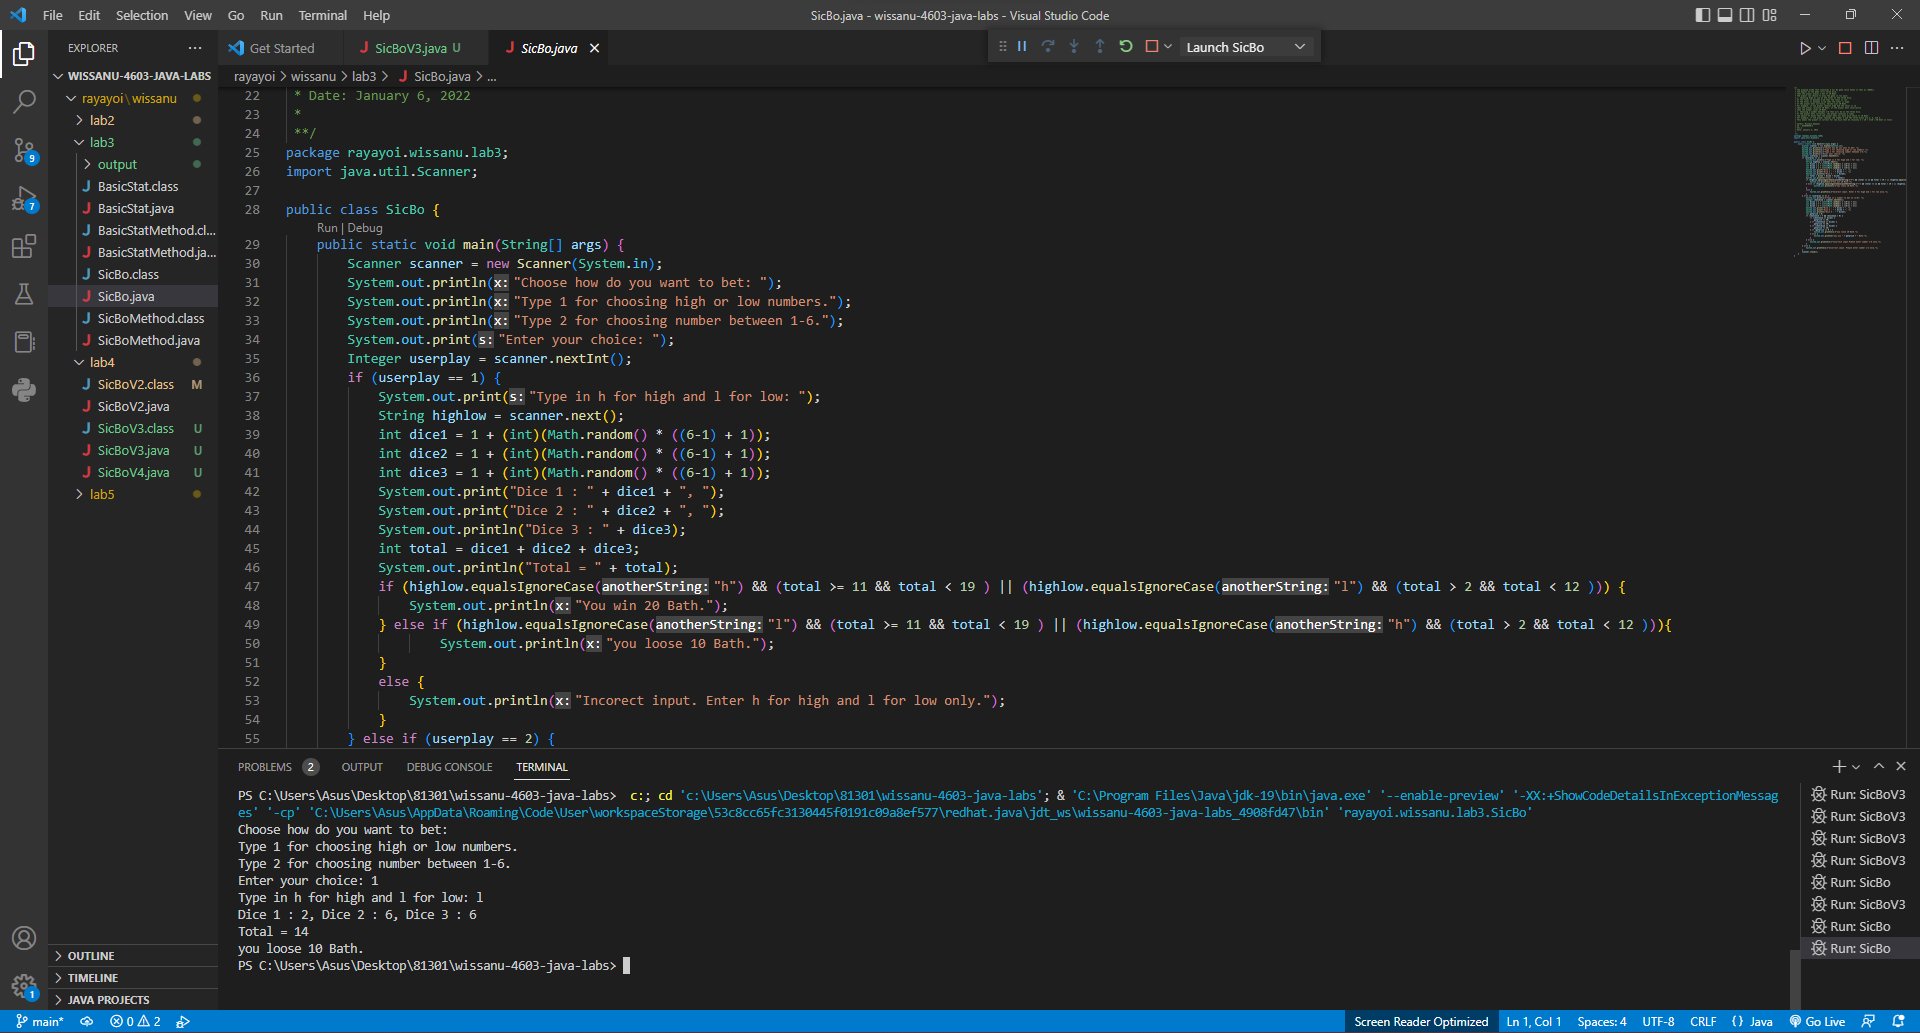 File Edit Selection View Go Run Terminal Help
SicBo.java - wissanu-4603-java-labs - Visual Studio Code
EXPLORER
WISSANU-4603-JAVA-LABS
rayayoi\wissanu
lab2
lab3
output
BasicStat.class
BasicStat.java
BasicStatMethod.cl...
BasicStatMethod.ja...
SicBo.class
SicBo.java
SicBoMethod.class
SicBoMethod.java
lab4
SicBoV2.class M
SicBoV2.java
SicBoV3.class U
SicBoV3.java U
SicBoV4.java U
lab5
OUTLINE
TIMELINE
JAVA PROJECTS
9
7
1
Get Started
SicBoV3.java U
SicBo.java
Launch SicBo
rayayoi > wissanu > lab3 > SicBo.java > ...
22 * Date: January 6, 2022
23 *
24 **/
25 package rayayoi.wissanu.lab3;
26 import java.util.Scanner;
27
28 public class SicBo {
Run | Debug
29 public static void main(String[] args) {
30 Scanner scanner = new Scanner(System.in);
31 System.out.println(x: "Choose how do you want to bet: ");
32 System.out.println(x: "Type 1 for choosing high or low numbers.");
33 System.out.println(x: "Type 2 for choosing number between 1-6.");
34 System.out.print(s: "Enter your choice: ");
35 Integer userplay = scanner.nextInt();
36 if (userplay == 1) {
37 System.out.print(s: "Type in h for high and l for low: ");
38 String highlow = scanner.next();
39 int dice1 = 1 + (int)(Math.random() * ((6-1) + 1));
40 int dice2 = 1 + (int)(Math.random() * ((6-1) + 1));
41 int dice3 = 1 + (int)(Math.random() * ((6-1) + 1));
42 System.out.print("Dice 1 : " + dice1 + ", ");
43 System.out.print("Dice 2 : " + dice2 + ", ");
44 System.out.println("Dice 3 : " + dice3);
45 int total = dice1 + dice2 + dice3;
46 System.out.println("Total = " + total);
47 if (highlow.equalsIgnoreCase(anotherString: "h") && (total >= 11 && total < 19 ) || (highlow.equalsIgnoreCase(anotherString: "l") && (total > 2 && total < 12 ))) {
48 System.out.println(x: "You win 20 Bath.");
49 } else if (highlow.equalsIgnoreCase(anotherString: "l") && (total >= 11 && total < 19 ) || (highlow.equalsIgnoreCase(anotherString: "h") && (total > 2 && total < 12 ))){
50 System.out.println(x: "you loose 10 Bath.");
51 }
52 else {
53 System.out.println(x: "Incorect input. Enter h for high and l for low only.");
54 }
55 } else if (userplay == 2) {
PROBLEMS 2 OUTPUT DEBUG CONSOLE TERMINAL
PS C:\Users\Asus\Desktop\81301\wissanu-4603-java-labs> c:; cd 'c:\Users\Asus\Desktop\81301\wissanu-4603-java-labs'; & 'C:\Program Files\Java\jdk-19\bin\java.exe' '--enable-preview' '-XX:+ShowCodeDetailsInExceptionMessag
es' '-cp' 'C:\Users\Asus\AppData\Roaming\Code\User\workspaceStorage\53c8cc65fc3130445f0191c09a8ef577\redhat.java\jdt_ws\wissanu-4603-java-labs_4908fd47\bin' 'rayayoi.wissanu.lab3.SicBo'
Choose how do you want to bet:
Type 1 for choosing high or low numbers.
Type 2 for choosing number between 1-6.
Enter your choice: 1
Type in h for high and l for low: l
Dice 1 : 2, Dice 2 : 6, Dice 3 : 6
Total = 14
you loose 10 Bath.
PS C:\Users\Asus\Desktop\81301\wissanu-4603-java-labs>
Run: SicBoV3
Run: SicBoV3
Run: SicBoV3
Run: SicBoV3
Run: SicBo
Run: SicBoV3
Run: SicBo
Run: SicBo
main* 0 2
Screen Reader Optimized Ln 1, Col 1 Spaces: 4 UTF-8 CRLF {} Java Go Live